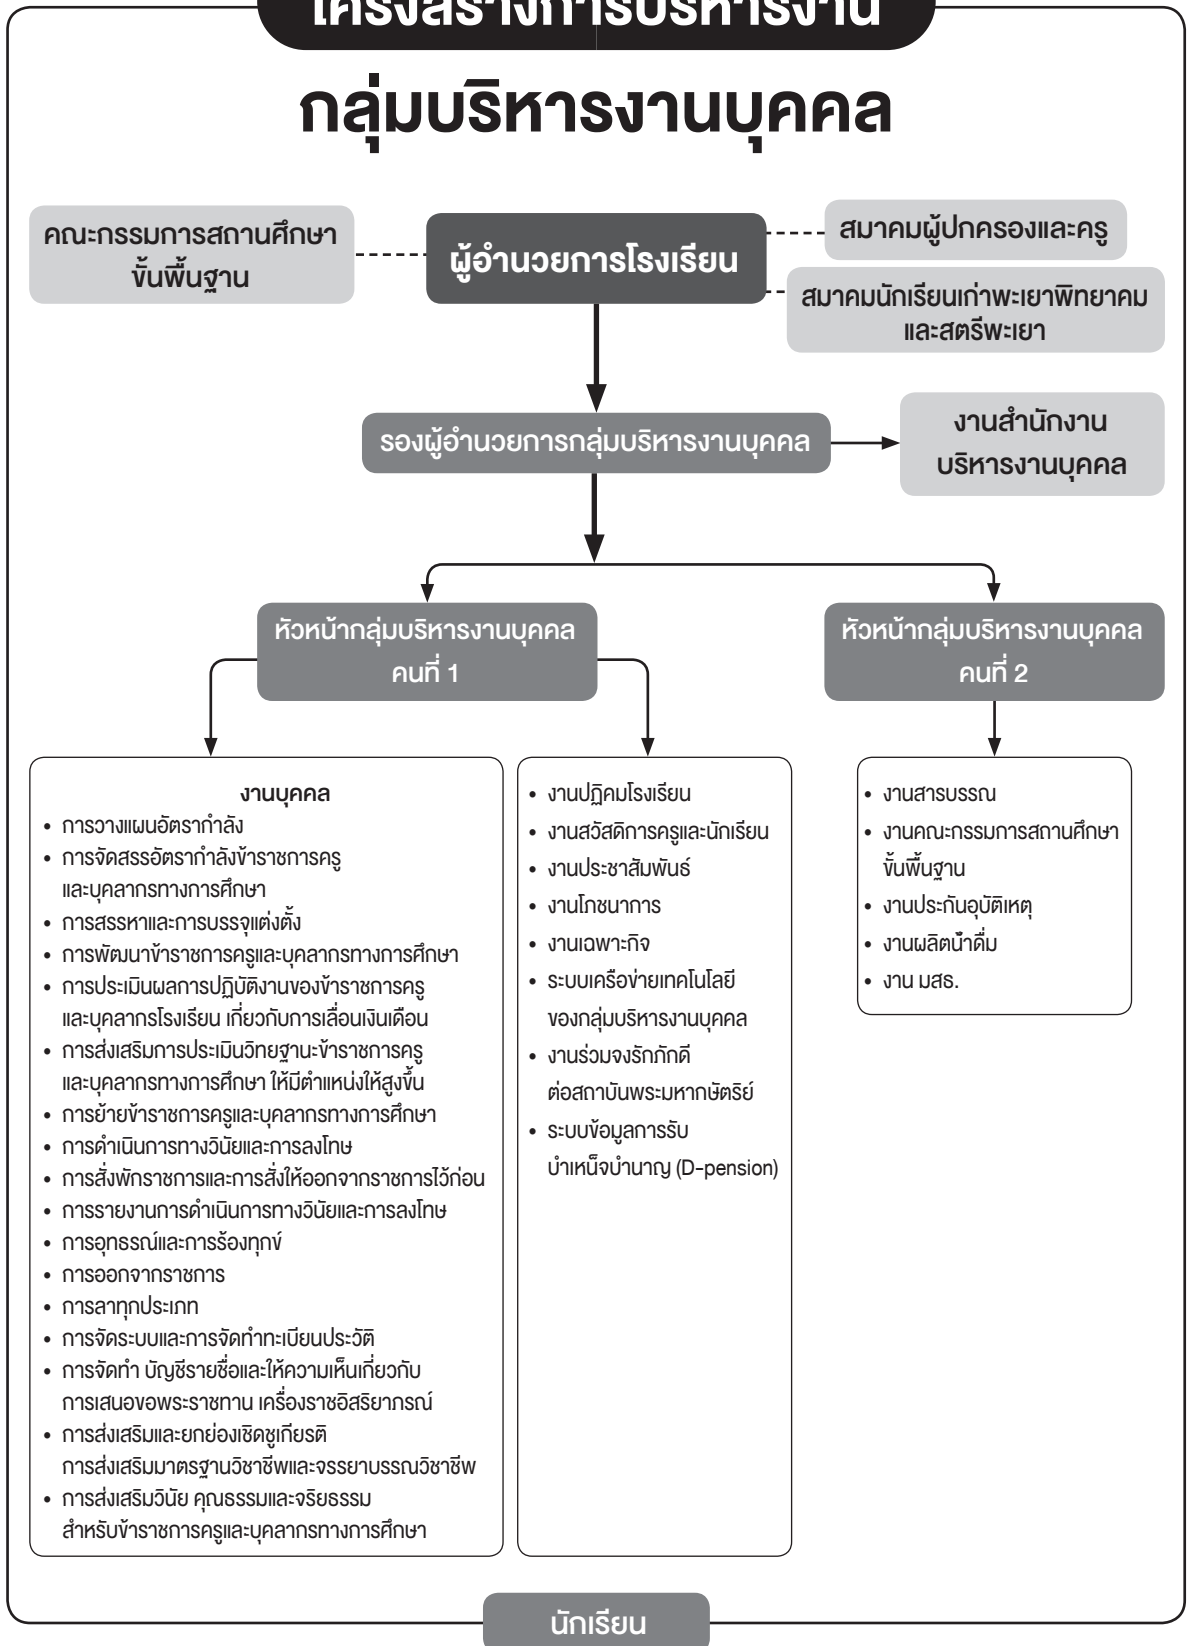 โครงสร้างการบริหารงาน
กลุ่มบริหารงานบุคคล
คณะกรรมการสถานศึกษา
ขั้นพื้นฐาน
ผู้อำนวยการโรงเรียน
สมาคมผู้ปกครองและครู
สมาคมนักเรียนเก่าพะเยาพิทยาคม
และสตรีพะเยา
รองผู้อำนวยการกลุ่มบริหารงานบุคคล
งานสำนักงาน
บริหารงานบุคคล
หัวหน้ากลุ่มบริหารงานบุคคล
คนที่ 1
หัวหน้ากลุ่มบริหารงานบุคคล
คนที่ 2
งานบุคคล
• การวางแผนอัตรากำลัง
• การจัดสรรอัตรากำลังข้าราชการครู
และบุคลากรทางการศึกษา
• การสรรหาและการบรรจุแต่งตั้ง
• การพัฒนาข้าราชการครูและบุคลากรทางการศึกษา
• การประเมินผลการปฏิบัติงานของข้าราชการครู
และบุคลากรโรงเรียน เกี่ยวกับการเลื่อนเงินเดือน
• การส่งเสริมการประเมินวิทยฐานะข้าราชการครู
และบุคลากรทางการศึกษา ให้มีตำแหน่งให้สูงขึ้น
• การย้ายข้าราชการครูและบุคลากรทางการศึกษา
• การดำเนินการทางวินัยและการลงโทษ
• การสั่งพักราชการและการสั่งให้ออกจากราชการไว้ก่อน
• การรายงานการดำเนินการทางวินัยและการลงโทษ
• การอุทธรณ์และการร้องทุกข์
• การออกจากราชการ
• การลาทุกประเภท
• การจัดระบบและการจัดทำทะเบียนประวัติ
• การจัดทำ บัญชีรายชื่อและให้ความเห็นเกี่ยวกับ
การเสนอขอพระราชทาน เครื่องราชอิสริยาภรณ์
• การส่งเสริมและยกย่องเชิดชูเกียรติ
การส่งเสริมมาตรฐานวิชาชีพและจรรยาบรรณวิชาชีพ
• การส่งเสริมวินัย คุณธรรมและจริยธรรม
สำหรับข้าราชการครูและบุคลากรทางการศึกษา
• งานปฏิคมโรงเรียน
• งานสวัสดิการครูและนักเรียน
• งานประชาสัมพันธ์
• งานโภชนาการ
• งานเฉพาะกิจ
• ระบบเครือข่ายเทคโนโลยี
ของกลุ่มบริหารงานบุคคล
• งานร่วมจงรักภักดี
ต่อสถาบันพระมหากษัตริย์
• ระบบข้อมูลการรับ
บำเหน็จบำนาญ (D-pension)
• งานสารบรรณ
• งานคณะกรรมการสถานศึกษา
ขั้นพื้นฐาน
• งานประกันอุบัติเหตุ
• งานผลิตน้ำดื่ม
• งาน มสธ.
นักเรียน